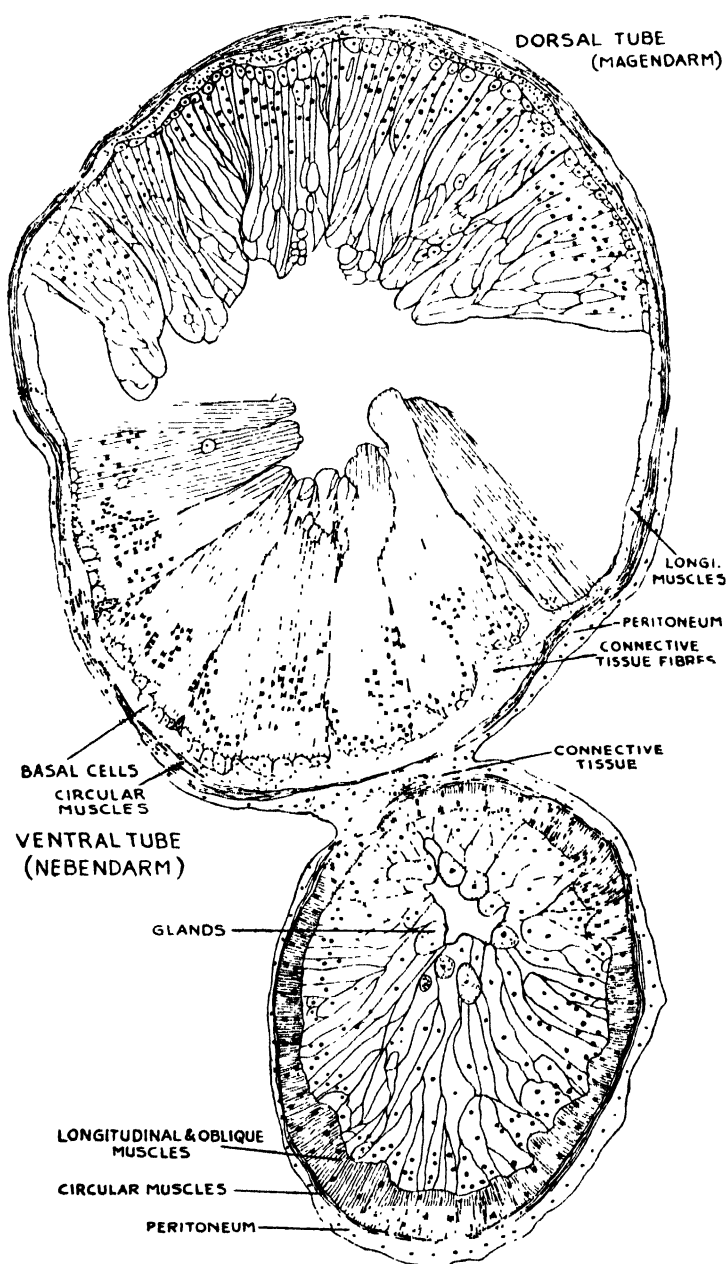 DORSAL TUBE
(MAGENDARM)
LONGI.
MUSCLES
PERITONEUM
CONNECTIVE
TISSUE FIBRES
CONNECTIVE
TISSUE
BASAL CELLS
CIRCULAR
MUSCLES
VENTRAL TUBE
(NEBENDARM)
GLANDS
LONGITUDINAL & OBLIQUE
MUSCLES
CIRCULAR MUSCLES
PERITONEUM